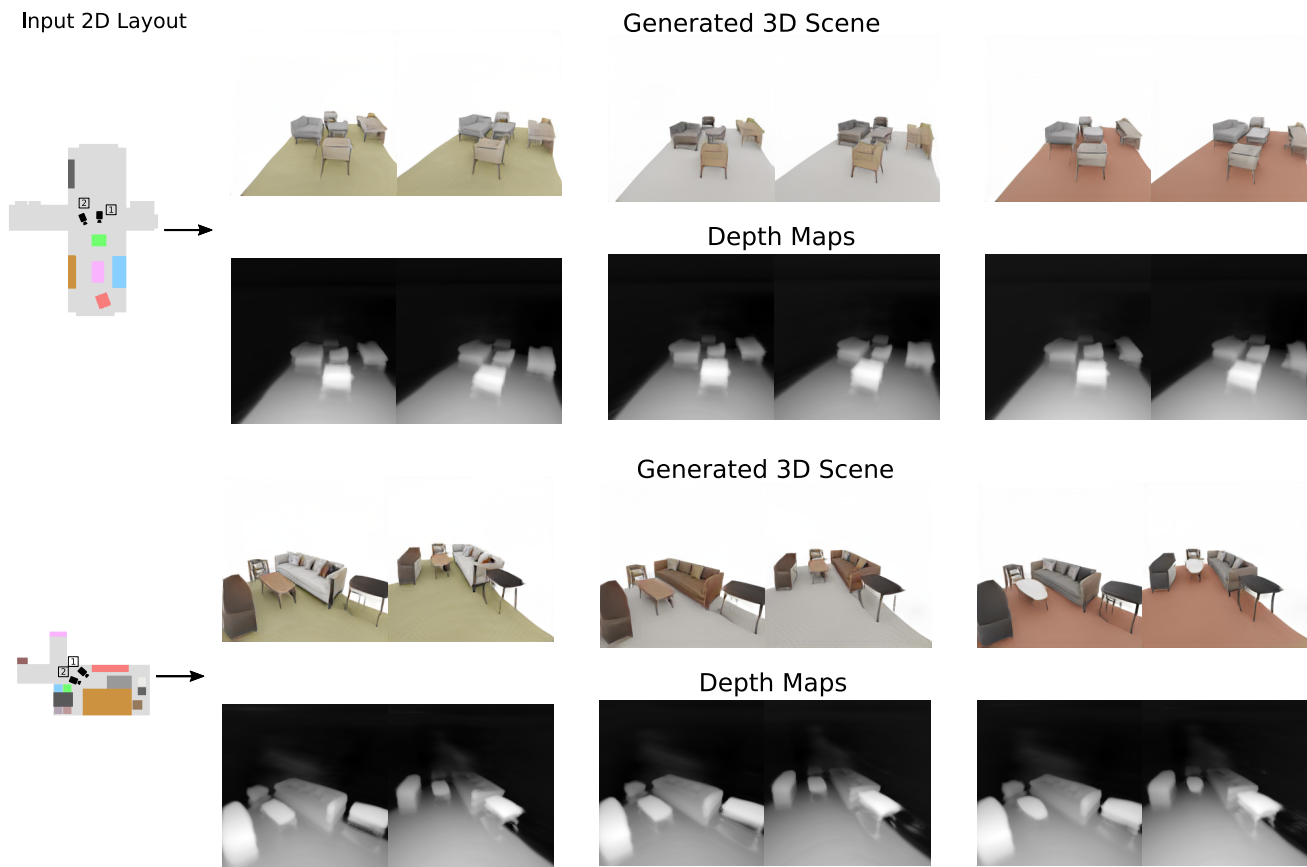 Input 2D Layout
Generated 3D Scene
2
1
Depth Maps
Generated 3D Scene
1
2
Depth Maps